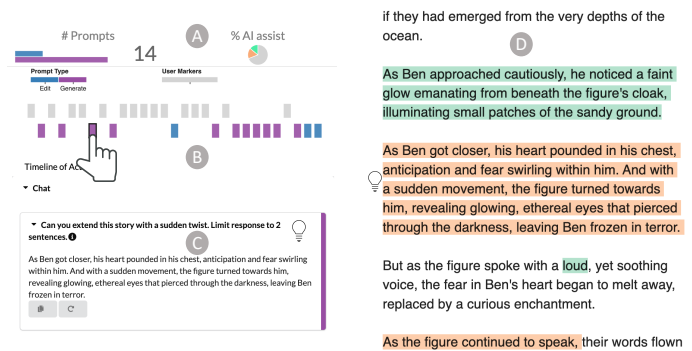 # Prompts
A
% AI assist
14
Prompt Type
User Markers
Edit Generate
B
Timeline of Ac
Chat
Can you extend this story with a sudden twist. Limit response to 2
sentences.
C
As Ben got closer, his heart pounded in his chest, anticipation and fear swirling
within him. And with a sudden movement, the figure turned towards him,
revealing glowing, ethereal eyes that pierced through the darkness, leaving Ben
frozen in terror.
if they had emerged from the very depths of the
ocean.
D
As Ben approached cautiously, he noticed a faint
glow emanating from beneath the figure's cloak,
illuminating small patches of the sandy ground.
As Ben got closer, his heart pounded in his chest,
anticipation and fear swirling within him. And with
a sudden movement, the figure turned towards
him, revealing glowing, ethereal eyes that pierced
through the darkness, leaving Ben frozen in terror.
But as the figure spoke with a loud, yet soothing
voice, the fear in Ben's heart began to melt away,
replaced by a curious enchantment.
As the figure continued to speak, their words flown